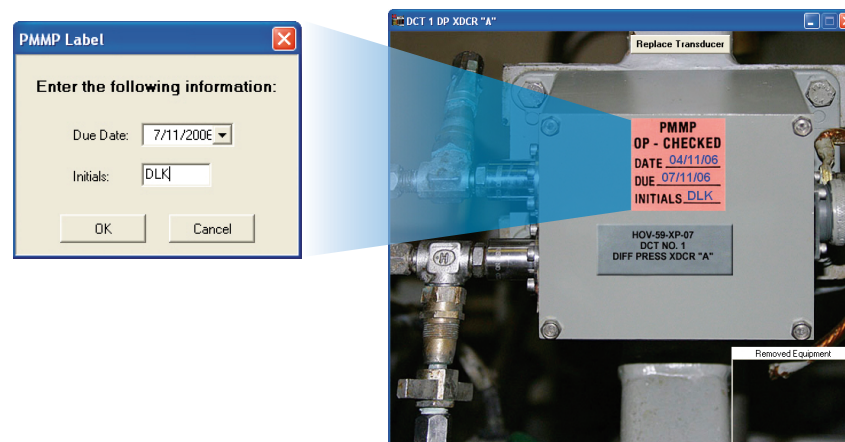 PMMP Label
Enter the following information:
Due Date: 7/11/2006
Initials: DLK
OK Cancel
DCT 1 DP XDCR "A"
Replace Transducer
PMMP
OP - CHECKED
DATE 04/11/06
DUE 07/11/06
INITIALS DLK
HOV-59-XP-07
DCT NO. 1
DIFF PRESS XDCR "A"
H
Removed Equipment